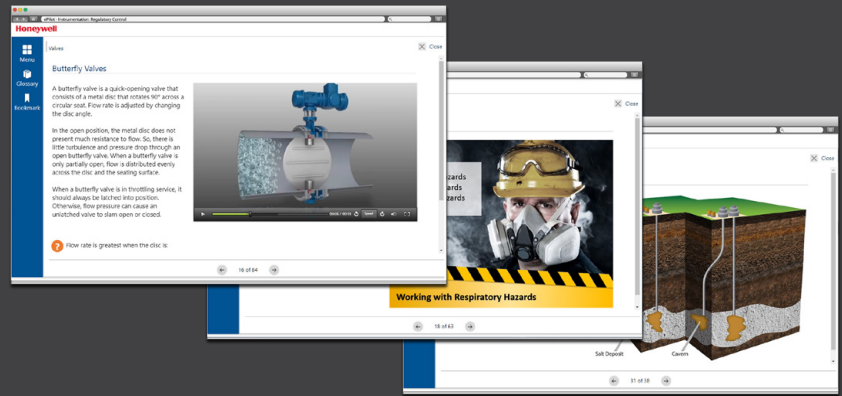 ePilot - Instrumentation: Regulatory Control
Honeywell
Menu
Glossary
Bookmark
Valves
Close
Butterfly Valves
A butterfly valve is a quick-opening valve that
consists of a metal disc that rotates 90° across a
circular seat. Flow rate is adjusted by changing
the disc angle.
In the open position, the metal disc does not
present much resistance to flow. So, there is
little turbulence and pressure drop through an
open butterfly valve. When a butterfly valve is
only partially open, flow is distributed evenly
across the disc and the seating surface.
When a butterfly valve is in throttling service, it
should always be latched into position.
Otherwise, flow pressure can cause an
unlatched valve to slam open or closed.
? Flow rate is greatest when the disc is:
16 of 84
Close
zards
ards
zards
Working with Respiratory Hazards
18 of 63
Close
Salt Deposit
Cavern
31 of 38